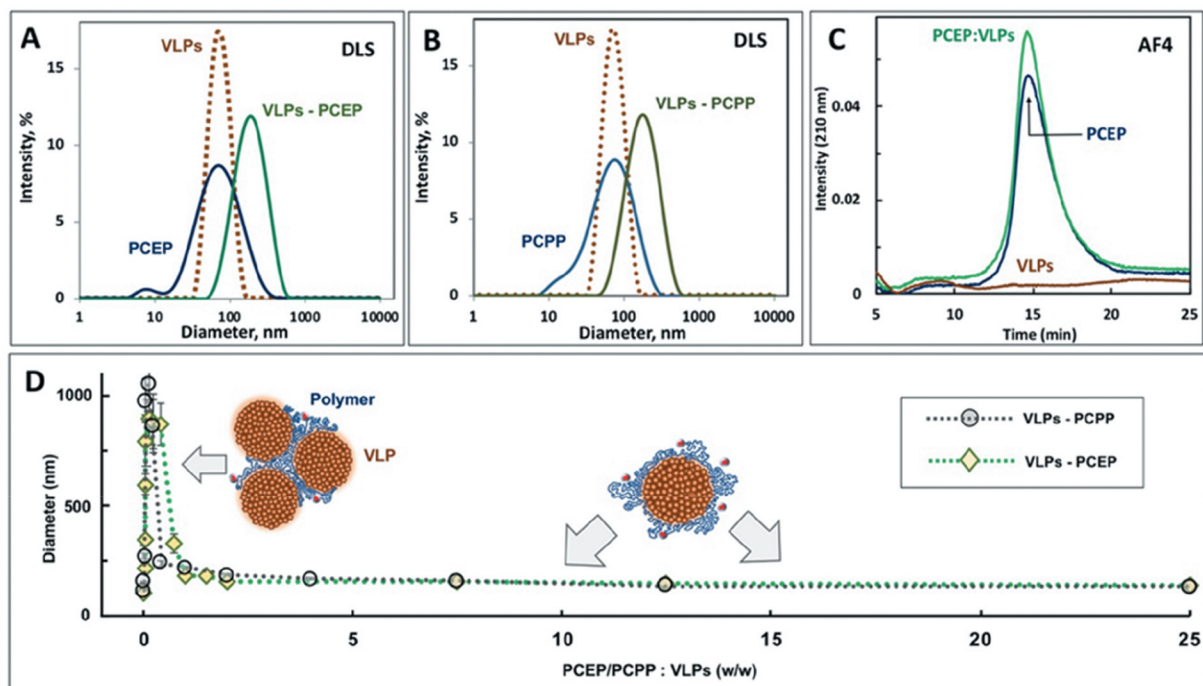 A
VLPs
DLS
VLPs - PCEP
PCEP
Intensity, %
15
10
5
0
1 10 100 1000 10000
Diameter, nm
B
VLPs
DLS
VLPs - PCPP
PCPP
Intensity, %
15
10
5
0
1 10 100 1000 10000
Diameter, nm
C
PCEP:VLPs
AF4
PCEP
VLPs
Intensity (210 nm)
0.04
0.02
0
5 10 15 20 25
Time (min)
D
Polymer
VLP
VLPs - PCPP
VLPs - PCEP
Diameter (nm)
1000
500
0
0 5 10 15 20 25
PCEP/PCPP : VLPs (w/w)